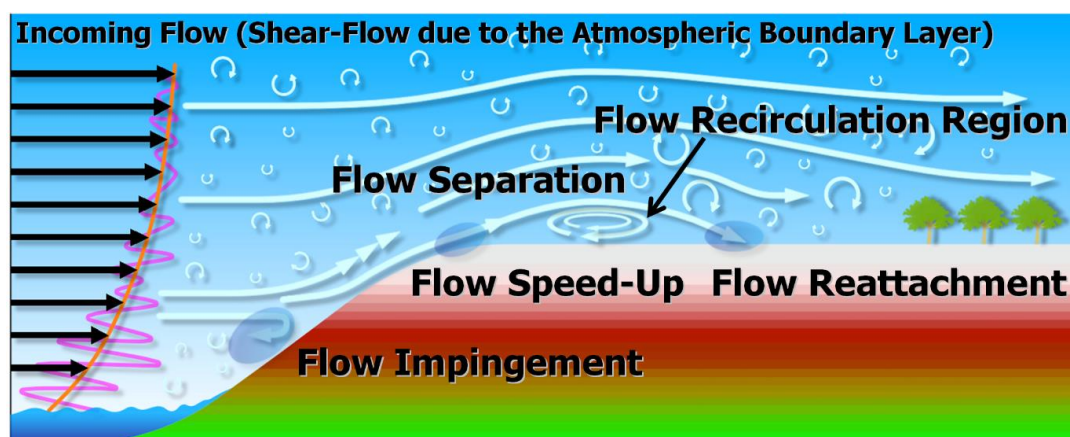 Incoming Flow (Shear-Flow due to the Atmospheric Boundary Layer)
Flow Recirculation Region
Flow Separation
Flow Speed-Up
Flow Reattachment
Flow Impingement